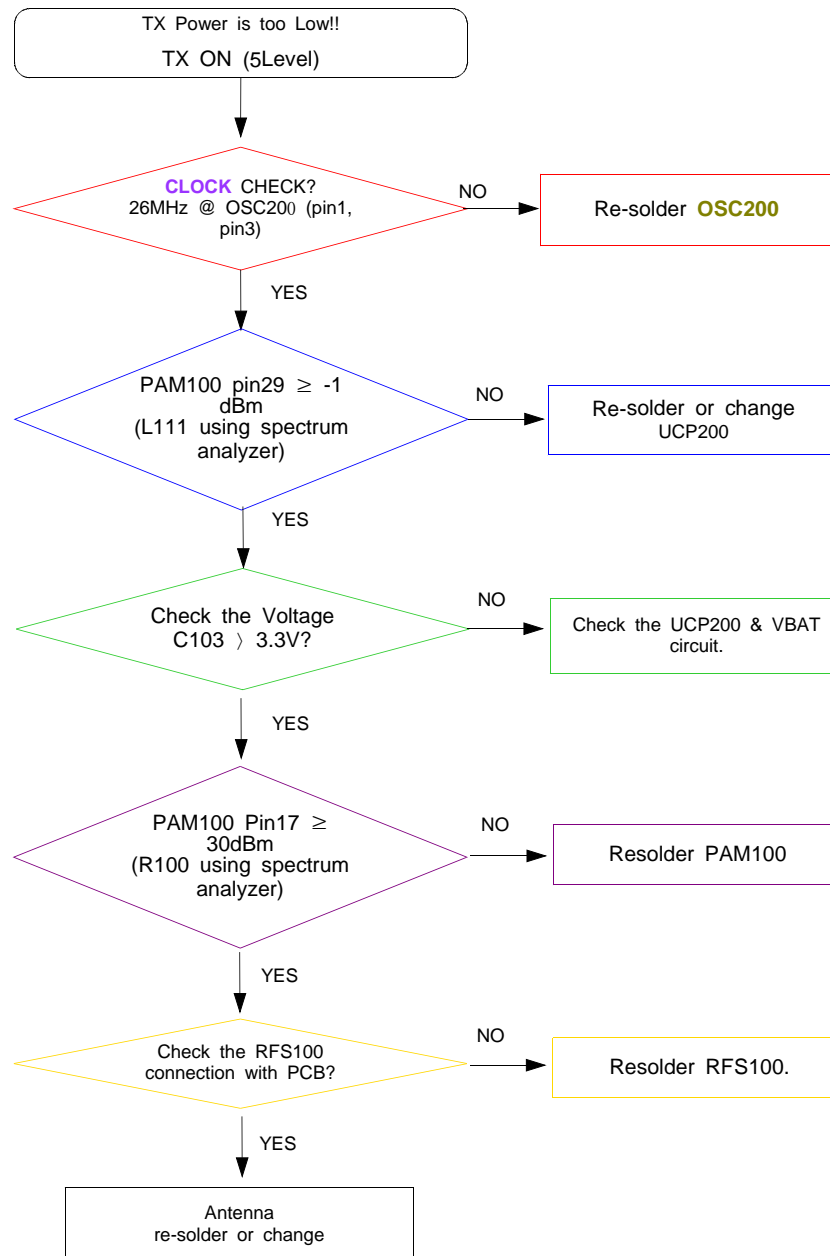 TX Power is too Low!!
TX ON (5Level)
CLOCK CHECK?
26MHz @ OSC200 (pin1,
pin3)
NO
Re-solder OSC200
YES
PAM100 pin29 ≥ -1
dBm
(L111 using spectrum
analyzer)
NO
Re-solder or change
UCP200
YES
Check the Voltage
C103 〉 3.3V?
NO
Check the UCP200 & VBAT
circuit.
YES
PAM100 Pin17 ≥
30dBm
(R100 using spectrum
analyzer)
NO
Resolder PAM100
YES
Check the RFS100
connection with PCB?
NO
Resolder RFS100.
YES
Antenna
re-solder or change